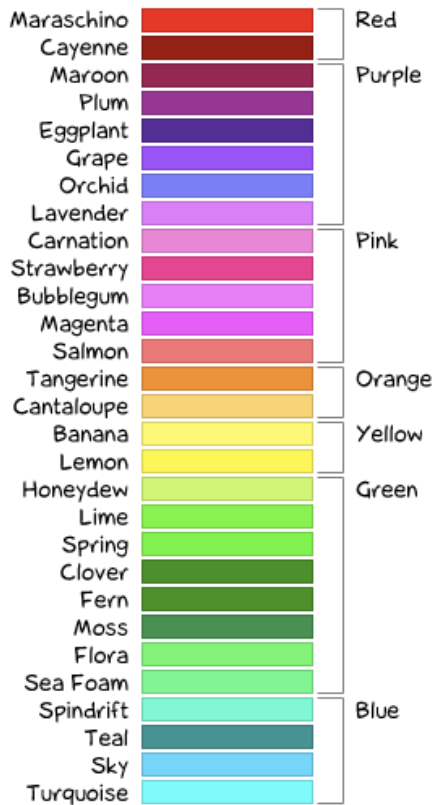 Maraschino Red
Cayenne
Maroon Purple
Plum
Eggplant
Grape
Orchid
Lavender
Carnation Pink
Strawberry
Bubblegum
Magenta
Salmon
Tangerine Orange
Cantaloupe
Banana Yellow
Lemon
Honeydew Green
Lime
Spring
Clover
Fern
Moss
Flora
Sea Foam
Spindrift Blue
Teal
Sky
Turquoise